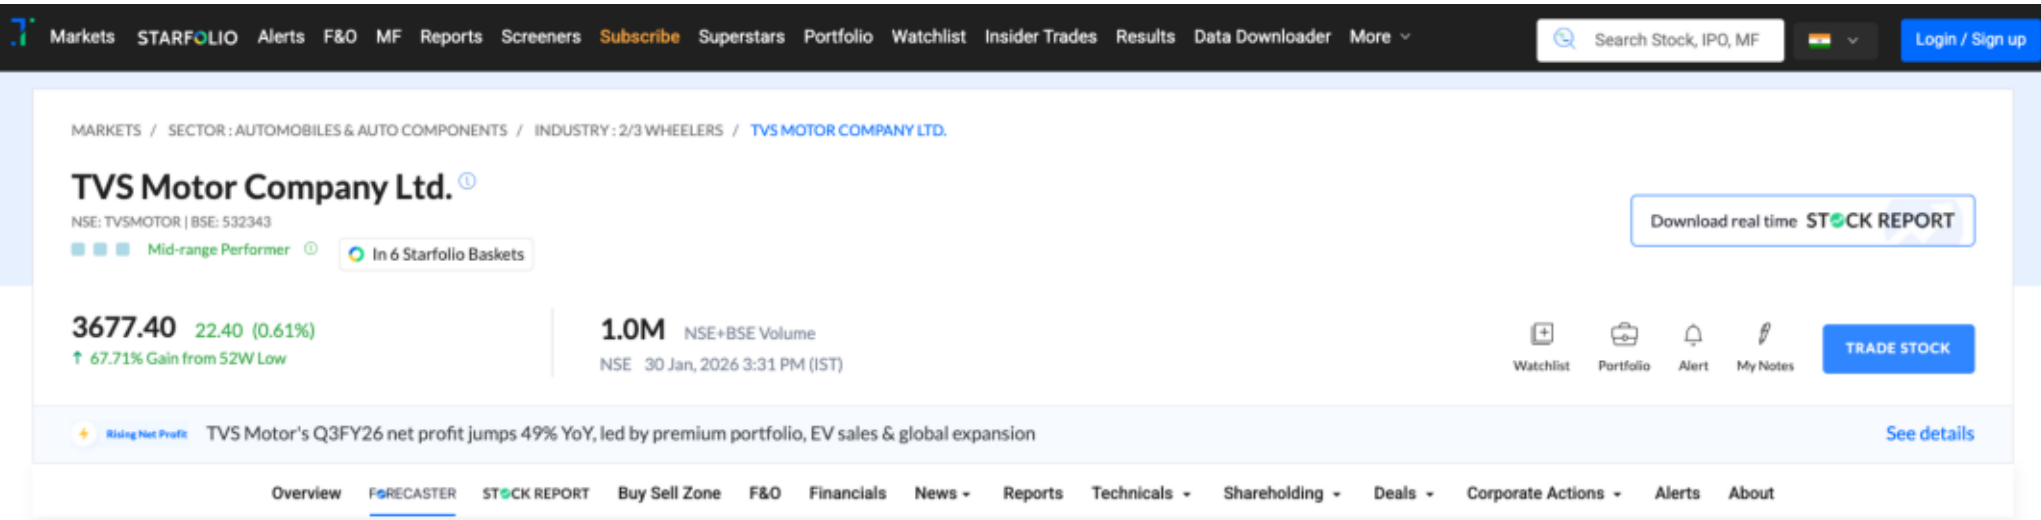 Markets STARFOLIO Alerts F&O MF Reports Screeners Subscribe Superstars Portfolio Watchlist Insider Trades Results Data Downloader More Search Stock, IPO, MF Login / Sign up
MARKETS / SECTOR : AUTOMOBILES & AUTO COMPONENTS / INDUSTRY : 2/3 WHEELERS / TVS MOTOR COMPANY LTD.
TVS Motor Company Ltd.
NSE: TVSMOTOR | BSE: 532343
Mid-range Performer In 6 Starfolio Baskets
Download real time STOCK REPORT
3677.40 22.40 (0.61%)
↑ 67.71% Gain from 52W Low
1.0M NSE+BSE Volume
NSE 30 Jan, 2026 3:31 PM (IST)
Watchlist Portfolio Alert My Notes TRADE STOCK
Rising Net Profit TVS Motor's Q3FY26 net profit jumps 49% YoY, led by premium portfolio, EV sales & global expansion See details
Overview FORECASTER STOCK REPORT Buy Sell Zone F&O Financials News Reports Technicals Shareholding Deals Corporate Actions Alerts About